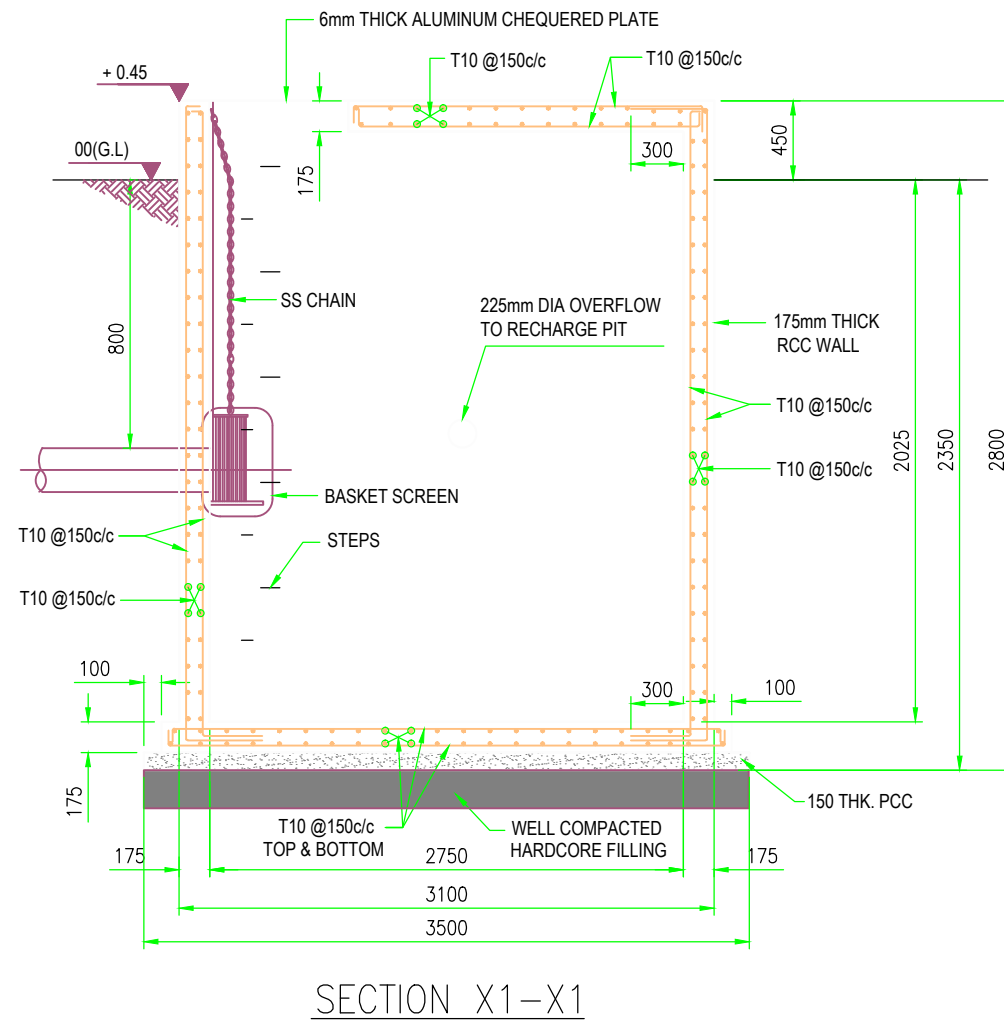 6mm THICK ALUMINUM CHEQUERED PLATE
T10 @150c/c
T10 @150c/c
+ 0.45
00(G.L)
175
300
450
800
SS CHAIN
225mm DIA OVERFLOW
TO RECHARGE PIT
175mm THICK
RCC WALL
T10 @150c/c
T10 @150c/c
2025
2350
2800
BASKET SCREEN
T10 @150c/c
STEPS
T10 @150c/c
100
300
100
175
150 THK. PCC
T10 @150c/c
TOP & BOTTOM
WELL COMPACTED
HARDCORE FILLING
175
2750
175
3100
3500
SECTION X1-X1